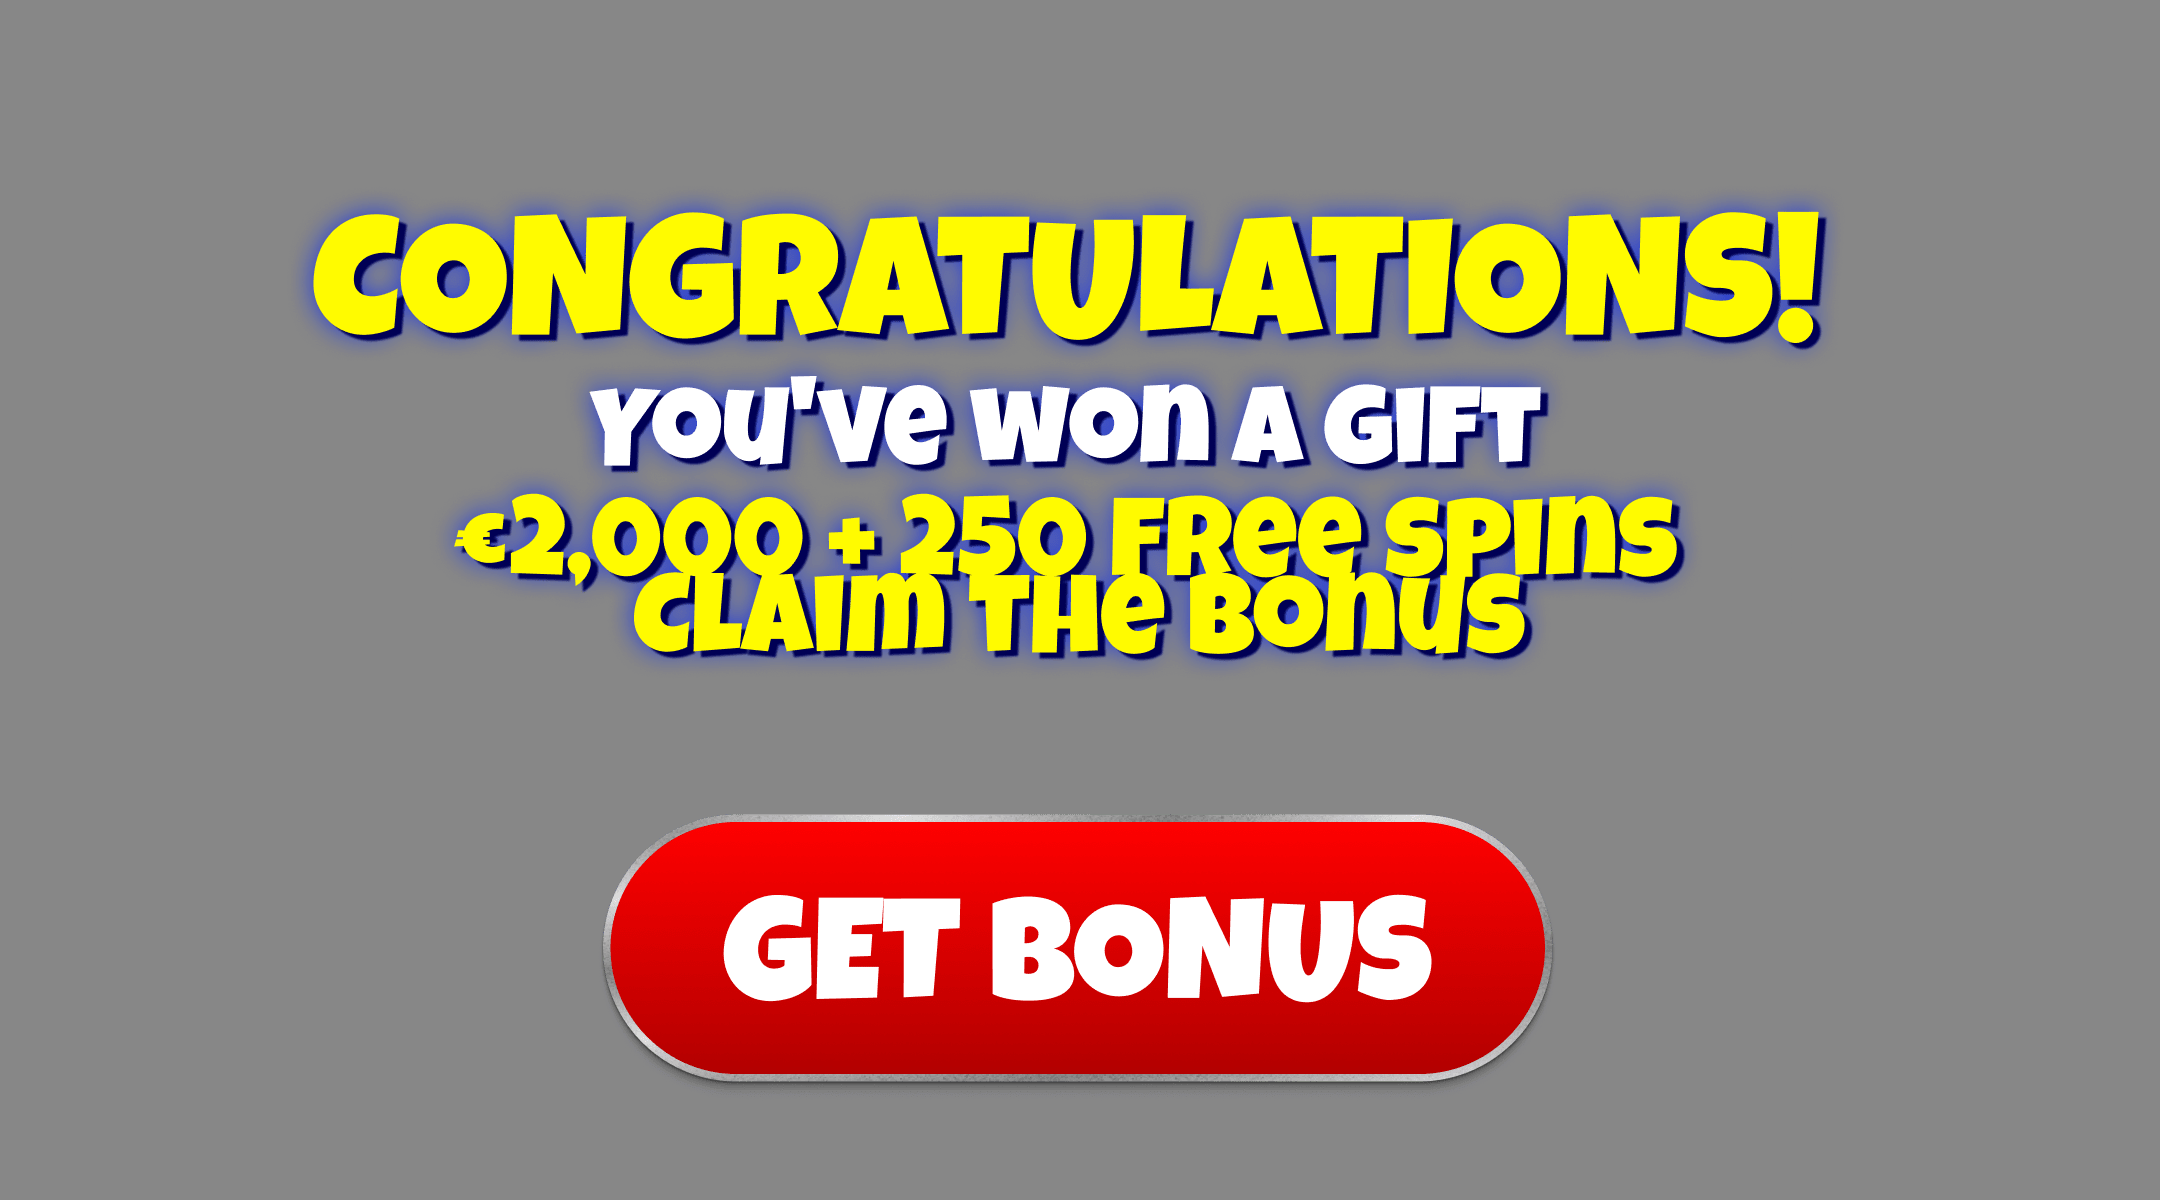 CONGRATULATIONS!
You've won a gift
€2,000 + 250 Free Spins
Claim the bonus
GET BONUS